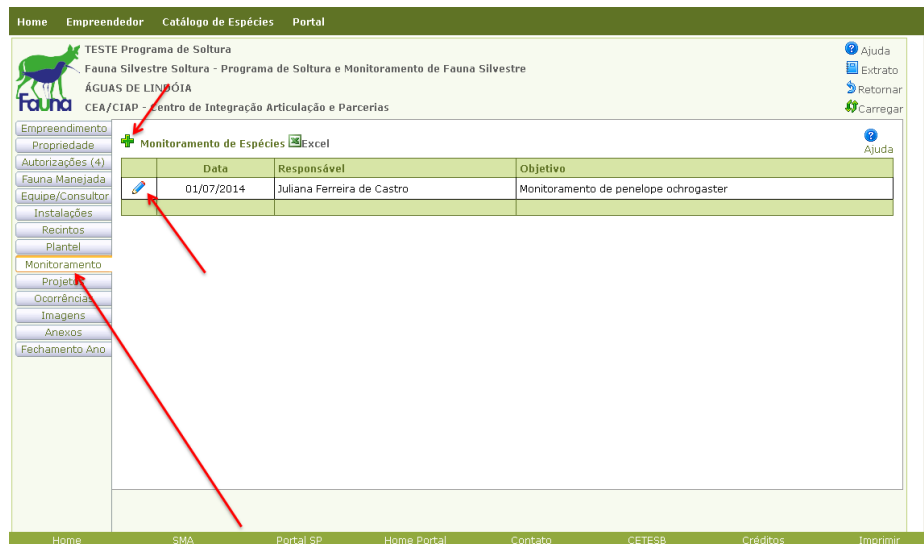 Home Empreendedor Catálogo de Espécies Portal
TESTE Programa de Soltura
Fauna Silvestre Soltura - Programa de Soltura e Monitoramento de Fauna Silvestre
ÁGUAS DE LINDÓIA
CEA/CIAP - Centro de Integração Articulação e Parcerias
Fauna
Ajuda
Extrato
Retornar
Carregar
Empreendimento
Propriedade
Autorizações (4)
Fauna Manejada
Equipe/Consultor
Instalações
Recintos
Plantel
Monitoramento
Projetos
Ocorrências
Imagens
Anexos
Fechamento Ano
Monitoramento de Espécies Excel
Ajuda
Data Responsável Objetivo
01/07/2014 Juliana Ferreira de Castro Monitoramento de penelope ochrogaster
Home SMA Portal SP Home Portal Contato CETESB Créditos Imprimir